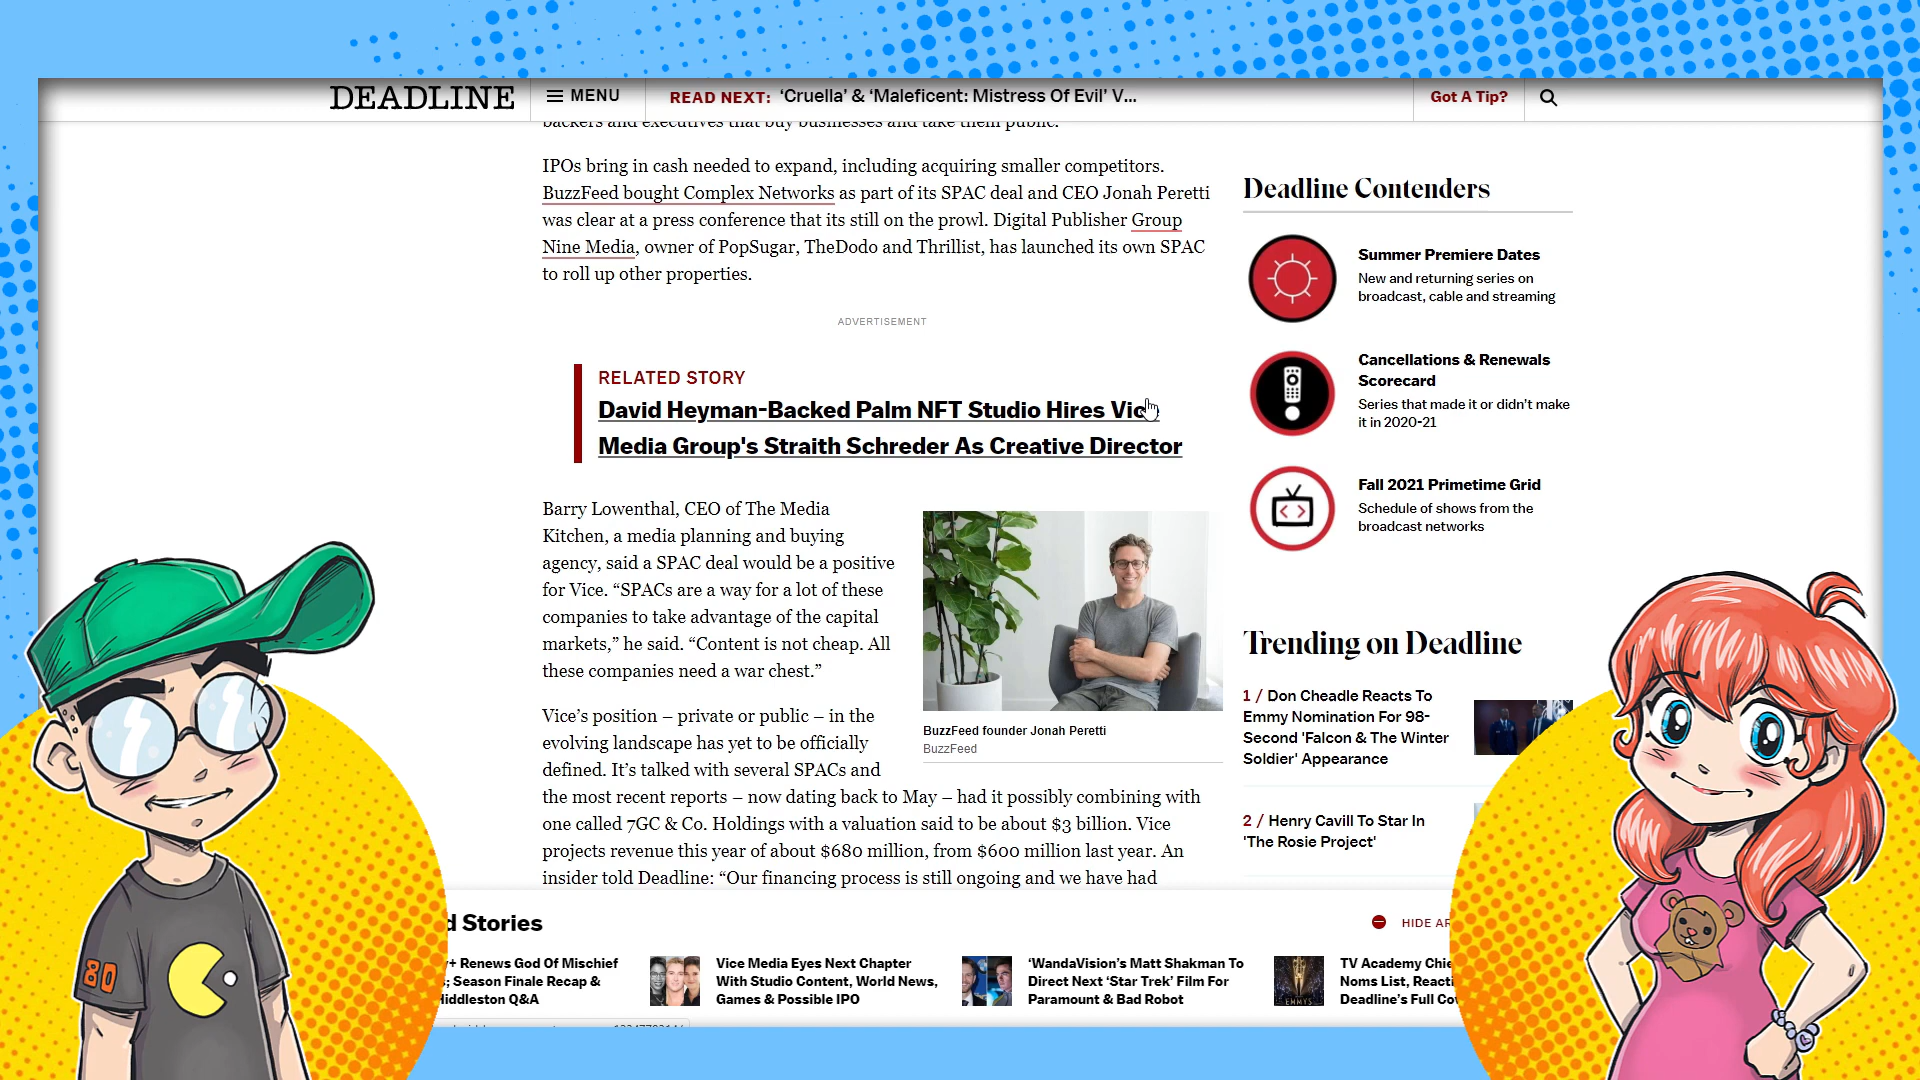 DEADLINE
MENU
READ NEXT: ‘Cruella’ & ‘Maleficent: Mistress Of Evil’ V...
Got A Tip?
backers and executives that buy businesses and take them public.
IPOs bring in cash needed to expand, including acquiring smaller competitors.
BuzzFeed bought Complex Networks as part of its SPAC deal and CEO Jonah Peretti
was clear at a press conference that its still on the prowl. Digital Publisher Group
Nine Media, owner of PopSugar, TheDodo and Thrillist, has launched its own SPAC
to roll up other properties.
ADVERTISEMENT
RELATED STORY
David Heyman-Backed Palm NFT Studio Hires Vice
Media Group's Straith Schreder As Creative Director
Barry Lowenthal, CEO of The Media
Kitchen, a media planning and buying
agency, said a SPAC deal would be a positive
for Vice. “SPACs are a way for a lot of these
companies to take advantage of the capital
markets,” he said. “Content is not cheap. All
these companies need a war chest.”
BuzzFeed founder Jonah Peretti
BuzzFeed
Vice’s position – private or public – in the
evolving landscape has yet to be officially
defined. It’s talked with several SPACs and
the most recent reports – now dating back to May – had it possibly combining with
one called 7GC & Co. Holdings with a valuation said to be about $3 billion. Vice
projects revenue this year of about $680 million, from $600 million last year. An
insider told Deadline: “Our financing process is still ongoing and we have had
Deadline Contenders
Summer Premiere Dates
New and returning series on
broadcast, cable and streaming
Cancellations & Renewals
Scorecard
Series that made it or didn’t make
it in 2020-21
Fall 2021 Primetime Grid
Schedule of shows from the
broadcast networks
Trending on Deadline
1 / Don Cheadle Reacts To
Emmy Nomination For 98-
Second 'Falcon & The Winter
Soldier' Appearance
2 / Henry Cavill To Star In
'The Rosie Project'
d Stories
HIDE AR
+ Renews God Of Mischief
; Season Finale Recap &
iddleston Q&A
Vice Media Eyes Next Chapter
With Studio Content, World News,
Games & Possible IPO
‘WandaVision’s Matt Shakman To
Direct Next ‘Star Trek’ Film For
Paramount & Bad Robot
EMMYS
TV Academy Chie
Noms List, Reacti
Deadline’s Full Co
80